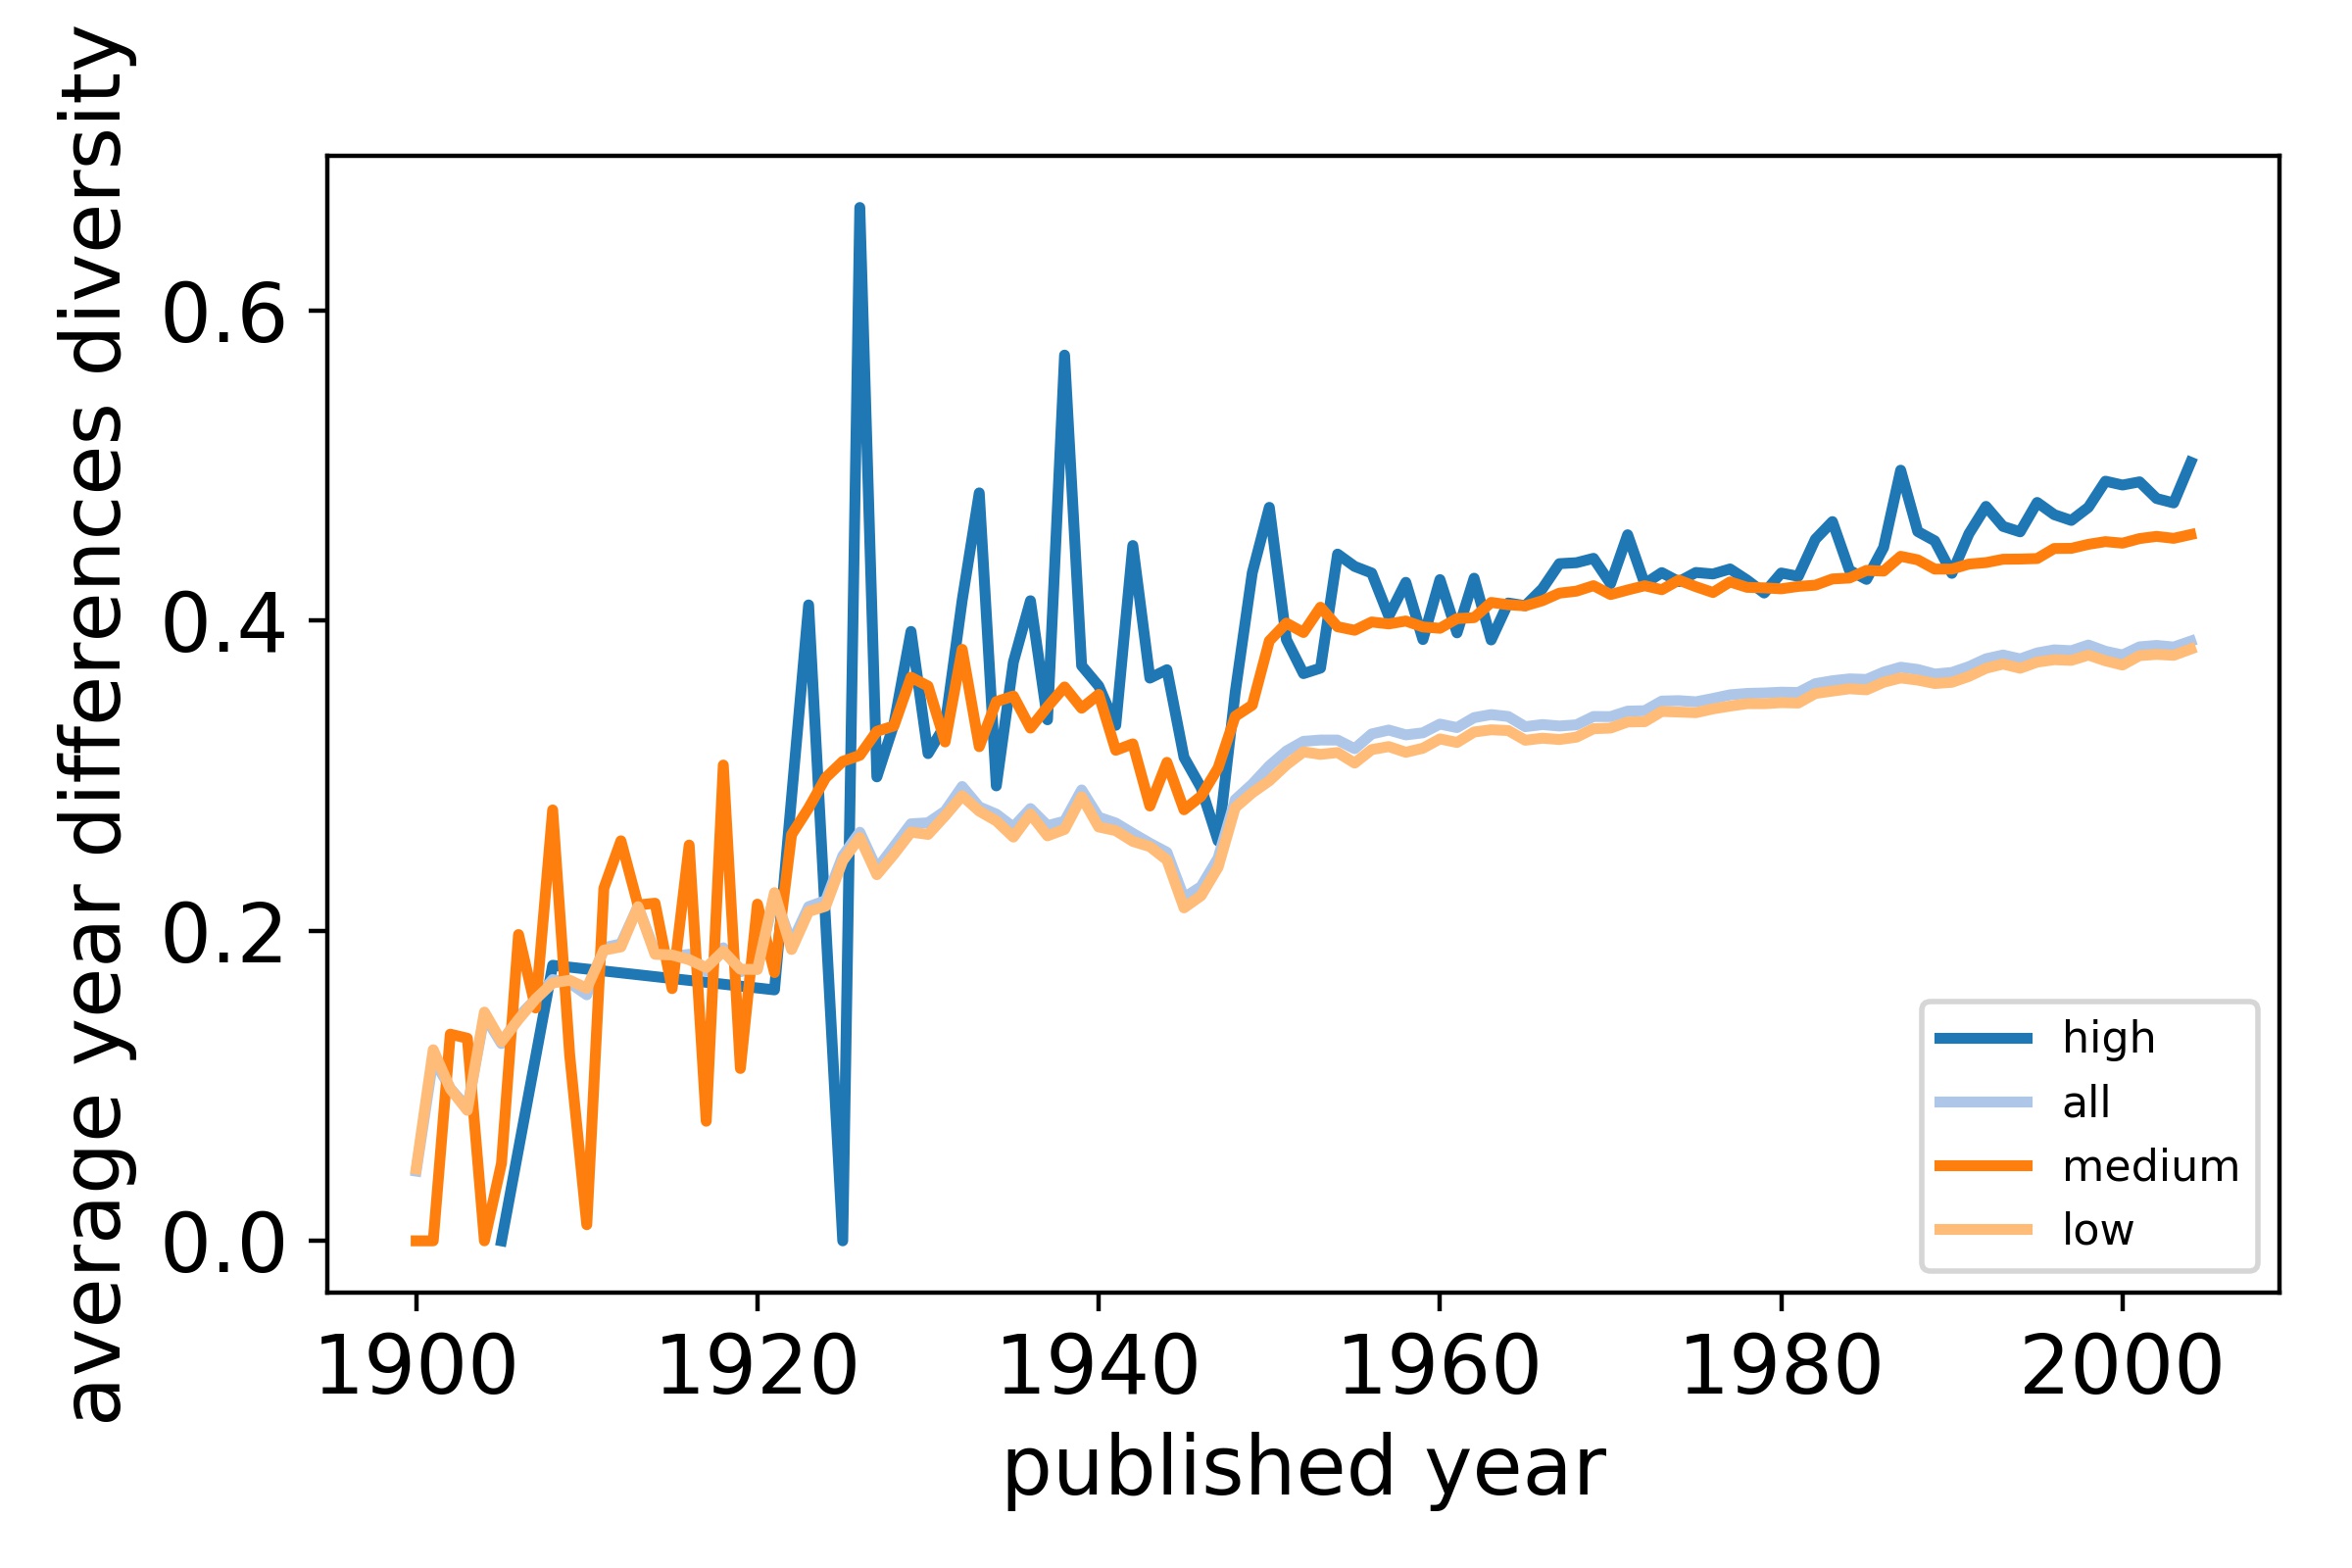 average year differences diversity
0.6
0.4
0.2
0.0
1900 1920 1940 1960 1980 2000
published year
high
all
medium
low